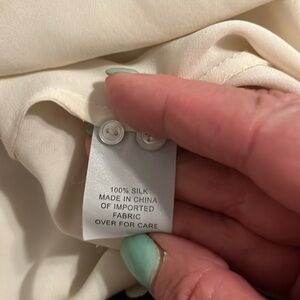 100% SILK
MADE IN CHINA
OF IMPORTED
FABRIC
OVER FOR CARE